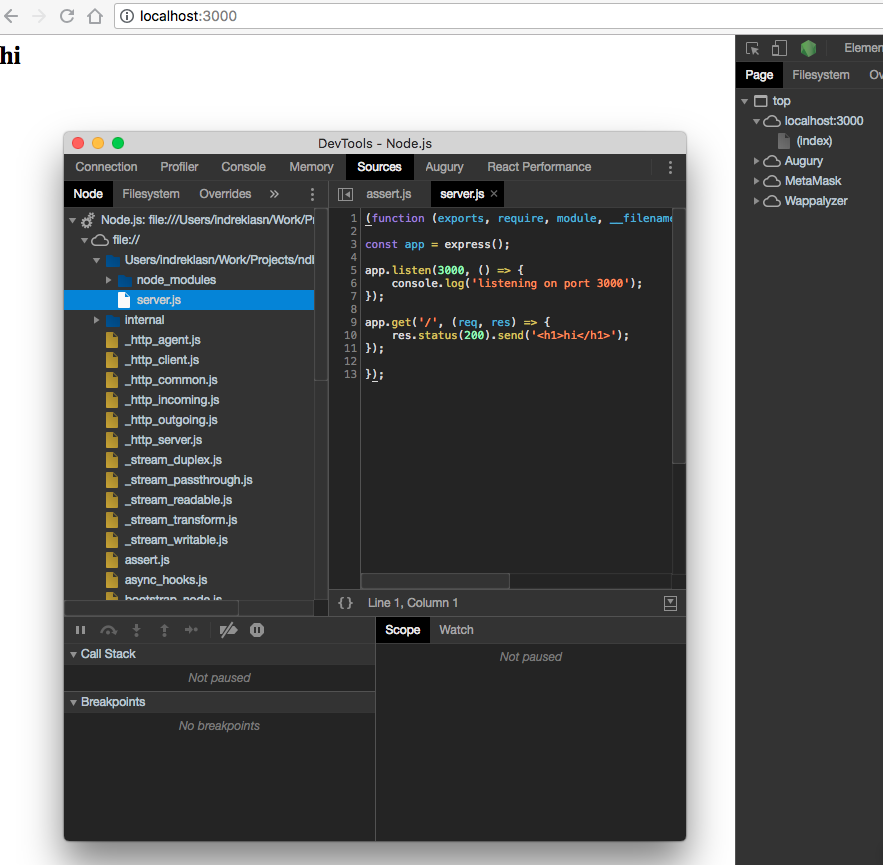 localhost:3000
hi
Elemen
Page Filesystem Ov
top
localhost:3000
(index)
Augury
MetaMask
Wappalyzer
DevTools - Node.js
Connection Profiler Console Memory Sources Augury React Performance
Node Filesystem Overrides »
Node.js: file:///Users/indreklasn/Work/Pr
file://
Users/indreklasn/Work/Projects/ndl
node_modules
server.js
internal
_http_agent.js
_http_client.js
_http_common.js
_http_incoming.js
_http_outgoing.js
_http_server.js
_stream_duplex.js
_stream_passthrough.js
_stream_readable.js
_stream_transform.js
_stream_writable.js
assert.js
async_hooks.js
bootstrap_node.js
assert.js server.js ×
1 (function (exports, require, module, __filename
2
3 const app = express();
4
5 app.listen(3000, () => {
6 console.log('listening on port 3000');
7 });
8
9 app.get('/', (req, res) => {
10 res.status(200).send('<h1>hi</h1>');
11 });
12
13 });
{} Line 1, Column 1
Call Stack
Not paused
Breakpoints
No breakpoints
Scope Watch
Not paused